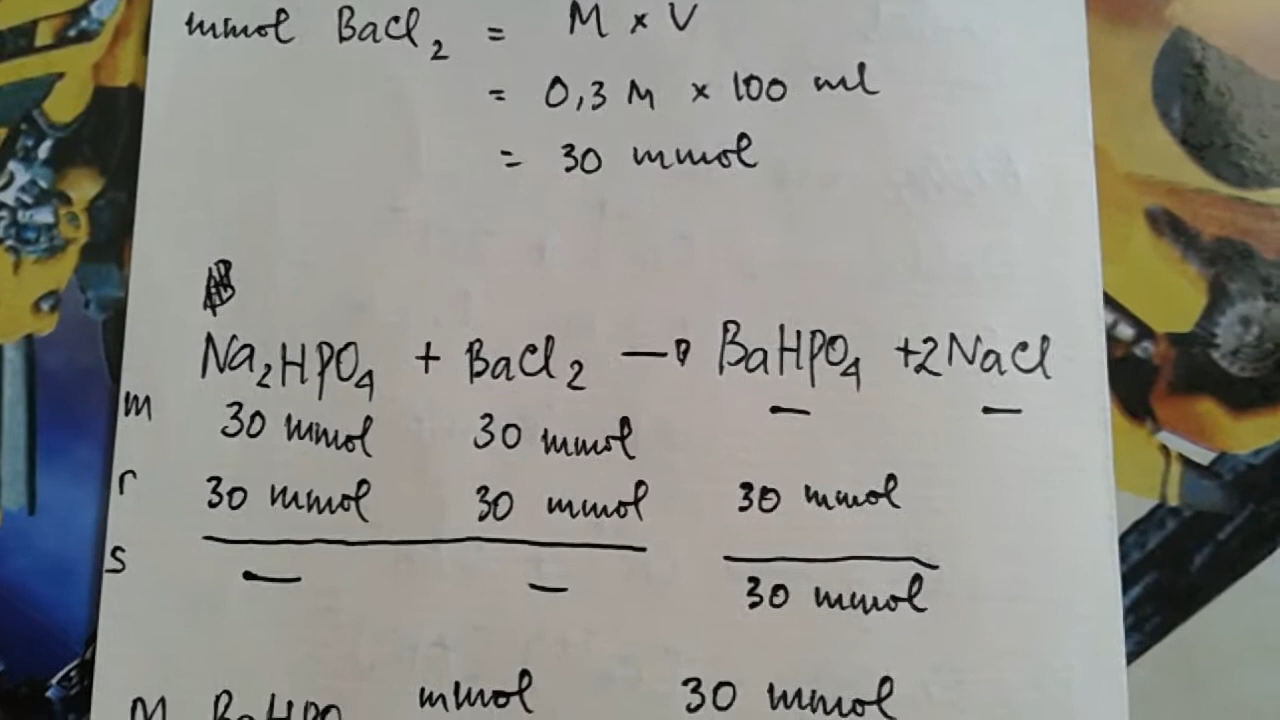 mmol BaCl₂ = M × V
= 0,3 M × 100 ml
= 30 mmol
Na₂HPO₄ + BaCl₂ → BaHPO₄ +2NaCl
m 30 mmol 30 mmol — —
r 30 mmol 30 mmol 30 mmol
s — — 30 mmol
M BaHPO mmol 30 mmol